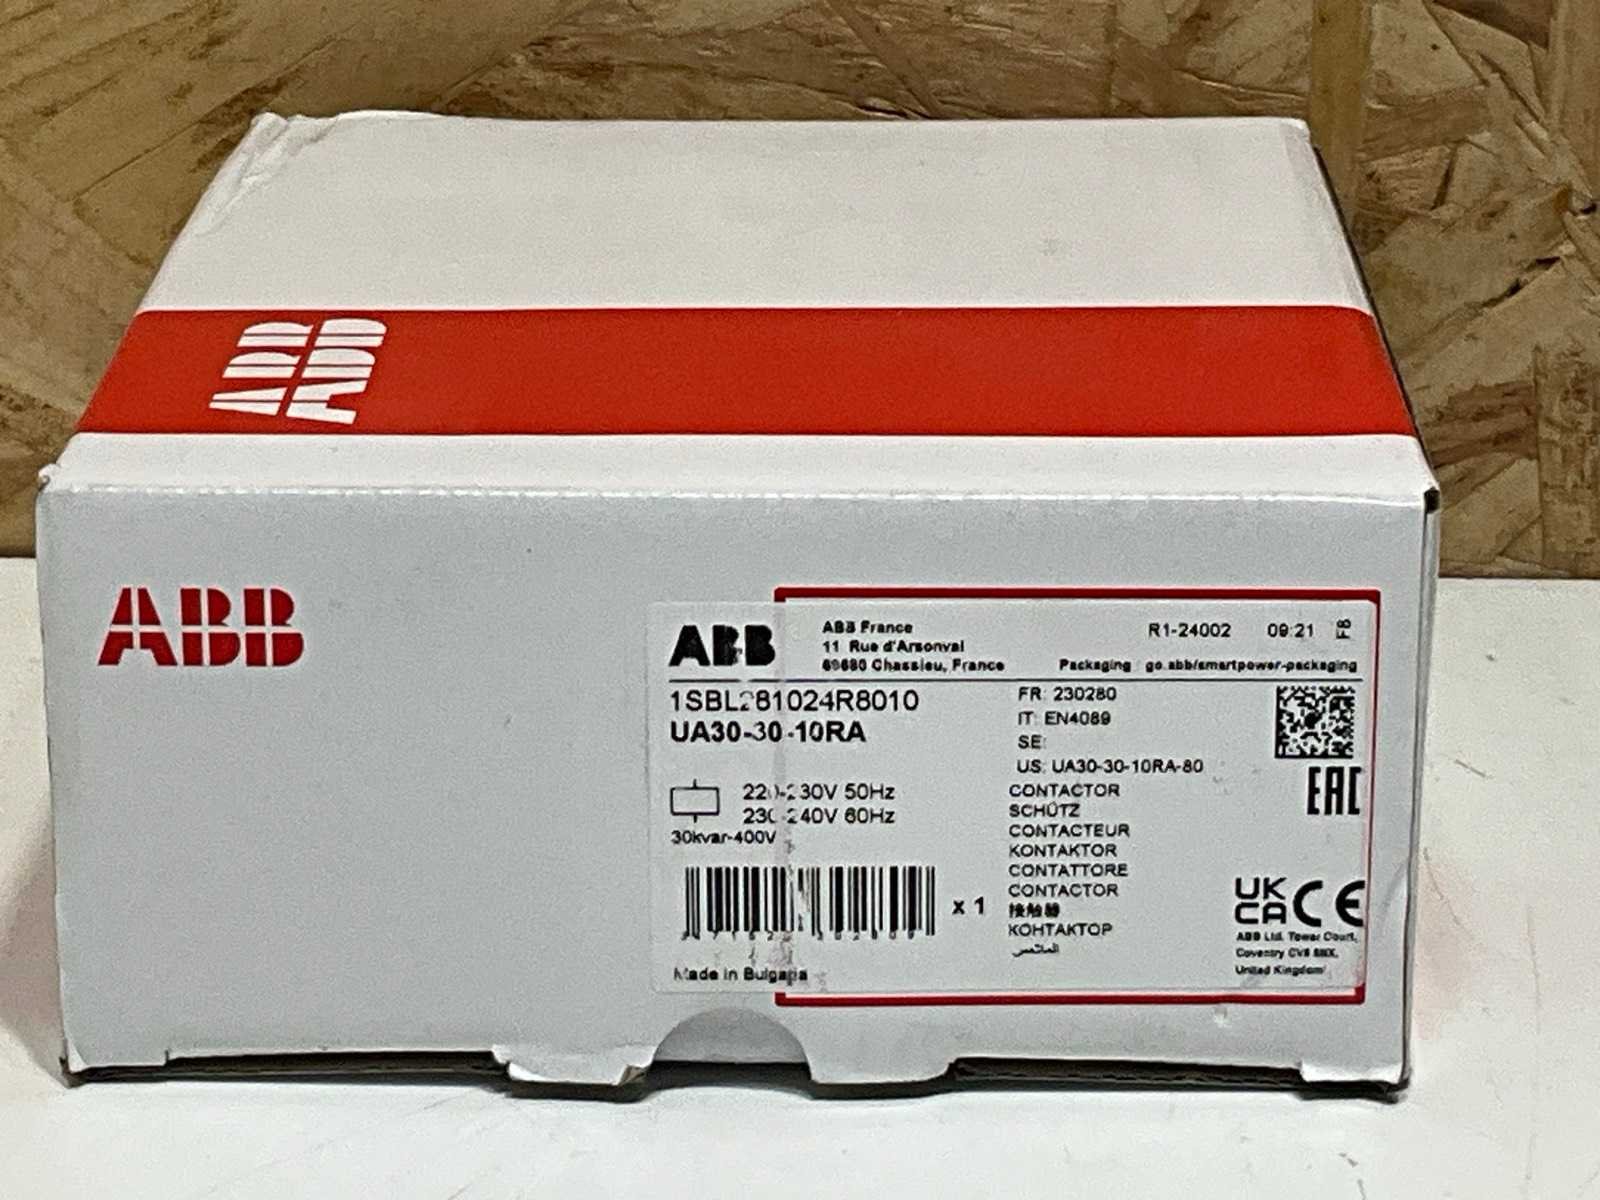 ABB
ABB
ABB
ABB France
11 Rue d'Arsonval
69680 Chassieu, France
R1-24002 09:21 FB
Packaging: go.abb/smartpower-packaging
1SBL281024R8010
UA30-30-10RA
220-230V 50Hz
230-240V 60Hz
30kvar-400V
x 1
Made in Bulgaria
FR: 230280
IT: EN4089
SE:
US: UA30-30-10RA-80
CONTACTOR
SCHÜTZ
CONTACTEUR
KONTAKTOR
CONTATTORE
CONTACTOR
接触器
КОНТАКТОР
EAC
UK
CA CE
ABB Ltd. Tower Court,
Coventry
United Kingdom